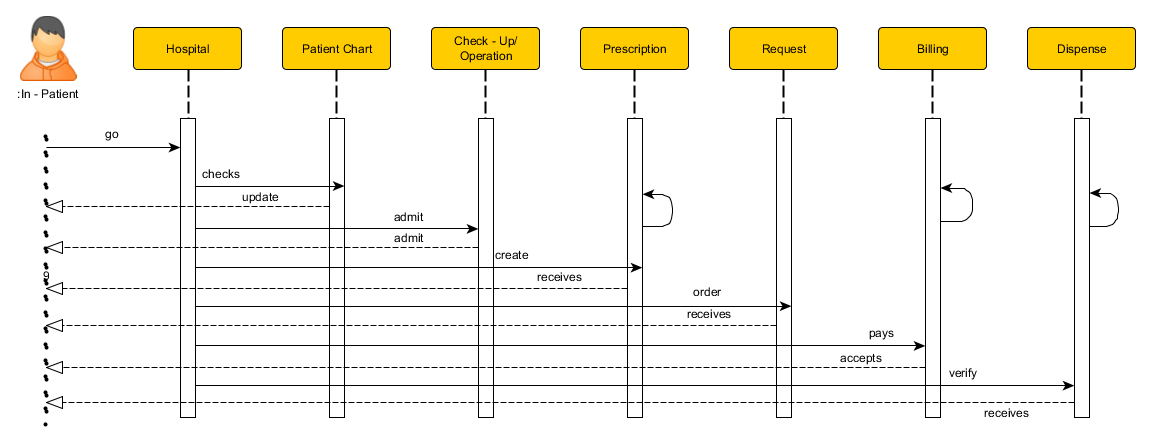 Hospital
Patient Chart
Check - Up/
Operation
Prescription
Request
Billing
Dispense
:In - Patient
go
checks
update
admit
admit
create
9
receives
order
receives
pays
accepts
verify
receives